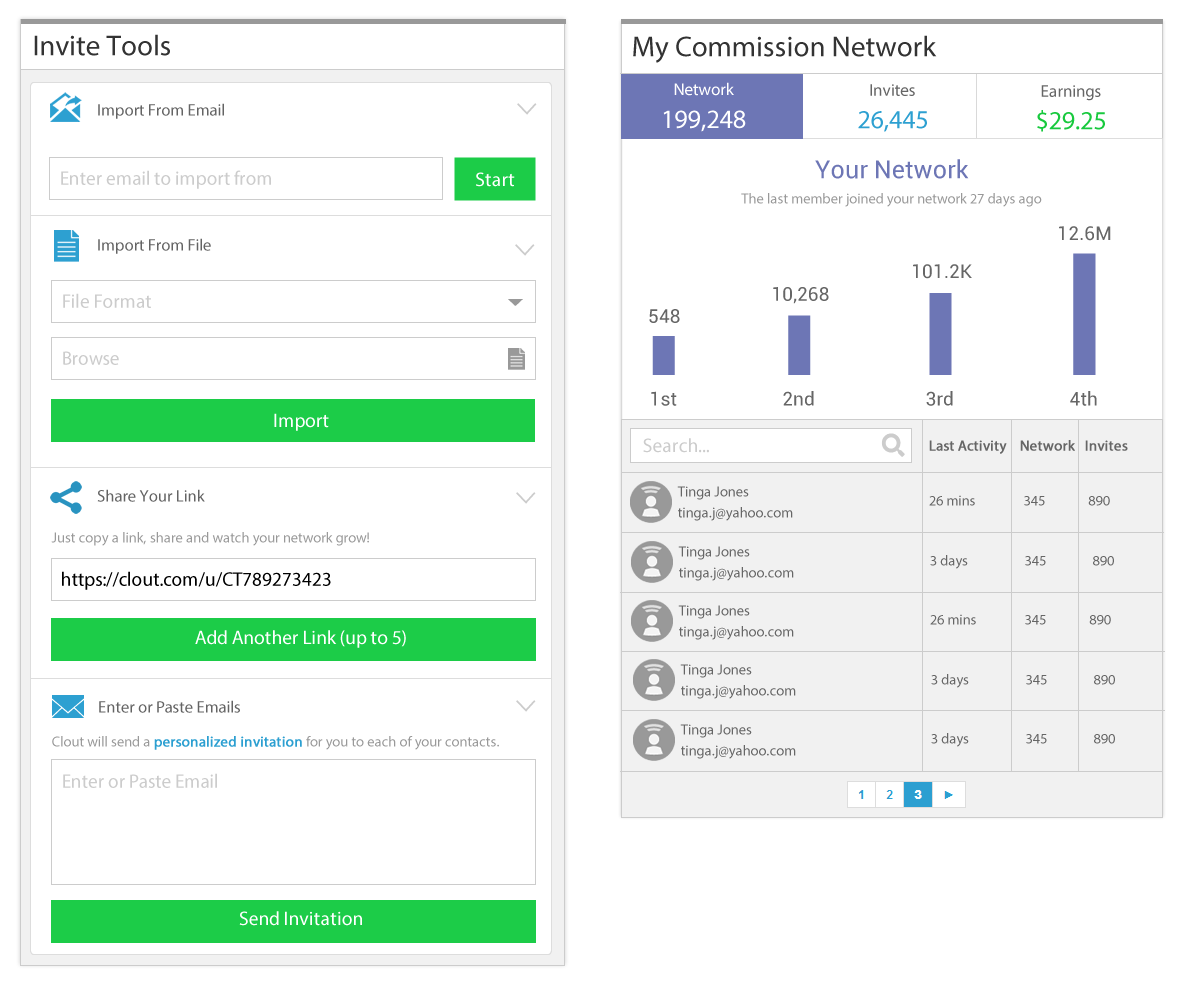 Invite Tools
Import From Email
Enter email to import from
Start
Import From File
File Format
Browse
Import
Share Your Link
Just copy a link, share and watch your network grow!
https://clout.com/u/CT789273423
Add Another Link (up to 5)
Enter or Paste Emails
Clout will send a personalized invitation for you to each of your contacts.
Enter or Paste Email
Send Invitation
My Commission Network
Network Invites Earnings
199,248 26,445 $29.25
Your Network
The last member joined your network 27 days ago
548 10,268 101.2K 12.6M
1st 2nd 3rd 4th
Search... Last Activity Network Invites
Tinga Jones
tinga.j@yahoo.com 26 mins 345 890
Tinga Jones
tinga.j@yahoo.com 3 days 345 890
Tinga Jones
tinga.j@yahoo.com 26 mins 345 890
Tinga Jones
tinga.j@yahoo.com 3 days 345 890
Tinga Jones
tinga.j@yahoo.com 3 days 345 890
1 2 3